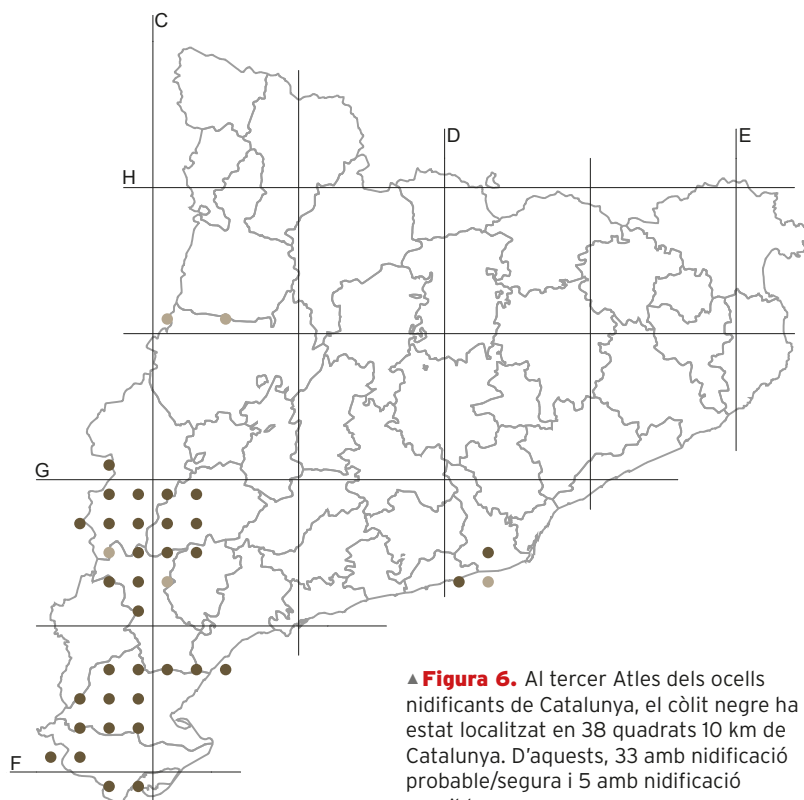 C
D
E
H
G
F
▲Figura 6. Al tercer Atles dels ocells
nidificants de Catalunya, el còlit negre ha
estat localitzat en 38 quadrats 10 km de
Catalunya. D'aquests, 33 amb nidificació
probable/segura i 5 amb nidificació